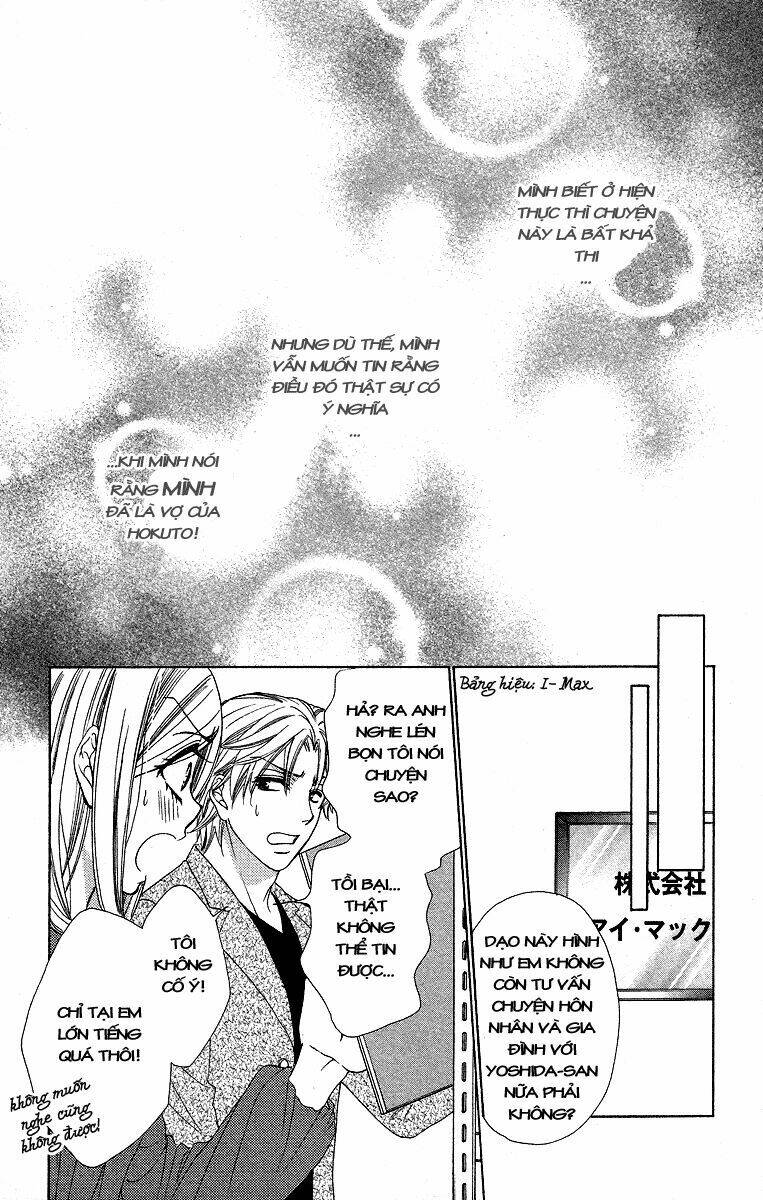 MÌNH BIẾT Ở HIỆN
THỰC THÌ CHUYỆN
NÀY LÀ BẤT KHẢ
THI
...
NHƯNG DÙ THẾ, MÌNH
VẪN MUỐN TIN RẰNG
ĐIỀU ĐÓ THẬT SỰ CÓ
Ý NGHĨA
...
...KHI MÌNH NÓI
RẰNG MÌNH
ĐÃ LÀ VỢ CỦA
HOKUTO!
Bảng hiệu: I- Max
株式会社
アイ・マック
DẠO NÀY HÌNH
NHƯ EM KHÔNG
CÒN TƯ VẤN
CHUYỆN HÔN
NHÂN VÀ GIA
ĐÌNH VỚI
YOSHIDA-SAN
NỮA PHẢI
KHÔNG?
HẢ? RA ANH
NGHE LÉN
BỌN TÔI NÓI
CHUYỆN
SAO?
TỒI BẠI...
THẬT
KHÔNG
THỂ TIN
ĐƯỢC...
TÔI
KHÔNG
CỐ Ý!
CHỈ TẠI EM
LỚN TIẾNG
QUÁ THÔI!
không muốn
nghe cũng
không được!